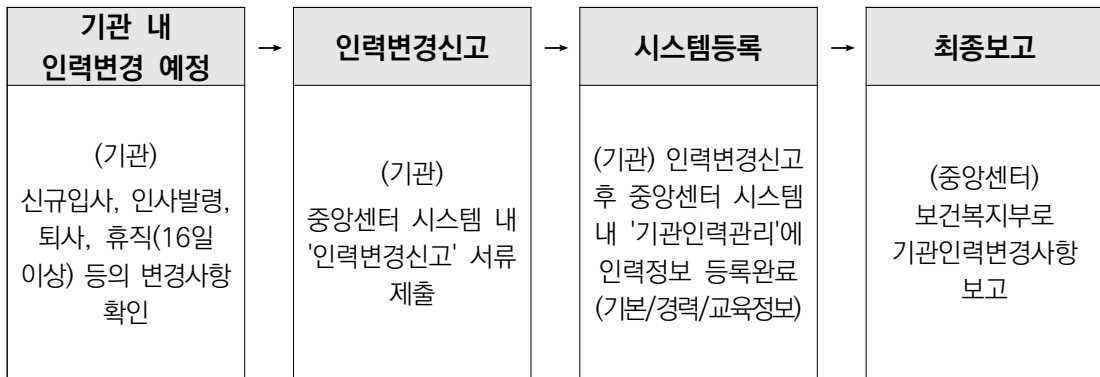 기관 내
인력변경 예정
→
인력변경신고
→
시스템등록
→
최종보고
(기관)
신규입사, 인사발령,
퇴사, 휴직(16일
이상) 등의 변경사항
확인
(기관)
중앙센터 시스템 내
'인력변경신고' 서류
제출
(기관) 인력변경신고
후 중앙센터 시스템
내 '기관인력관리'에
인력정보 등록완료
(기본/경력/교육정보)
(중앙센터)
보건복지부로
기관인력변경사항
보고